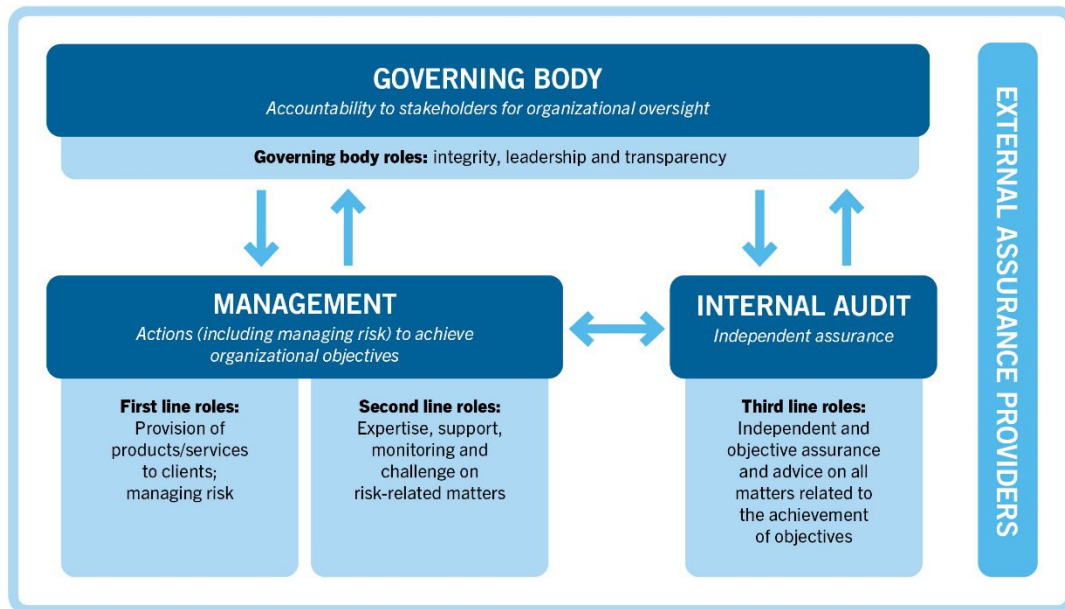 GOVERNING BODY
Accountability to stakeholders for organizational oversight
Governing body roles: integrity, leadership and transparency
MANAGEMENT
Actions (including managing risk) to achieve
organizational objectives
First line roles:
Provision of
products/services
to clients;
managing risk
Second line roles:
Expertise, support,
monitoring and
challenge on
risk-related matters
INTERNAL AUDIT
Independent assurance
Third line roles:
Independent and
objective assurance
and advice on all
matters related to
the achievement
of objectives
EXTERNAL ASSURANCE PROVIDERS